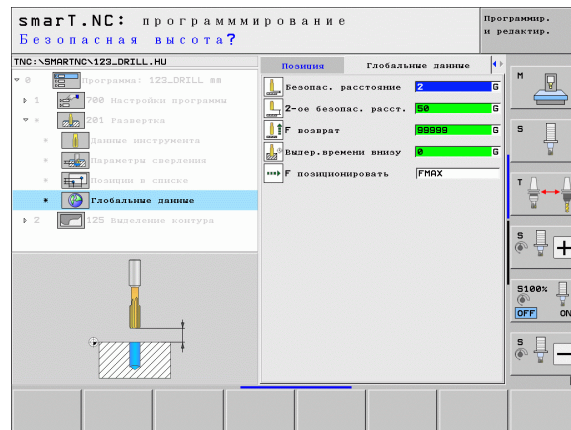 smarT.NC: программмирование
Безопасная высота?
Программир.
и редактир.
TNC:\SMARTNC\123_DRILL.HU
0 Программа: 123_DRILL мм
1 700 Настройки программы
201 Развертка
Данные инструмента
Параметры сверления
Позиции в списке
Глобальные данные
2 125 Выделение контура
Позиция Глобальные данные
Безопас. расстояние 2 G
2-ое безопас. расст. 50 G
F возврат 99999 G
Выдер.времени внизу 0 G
F позиционировать FMAX
M
S
T
S
S100%
OFF ON
S